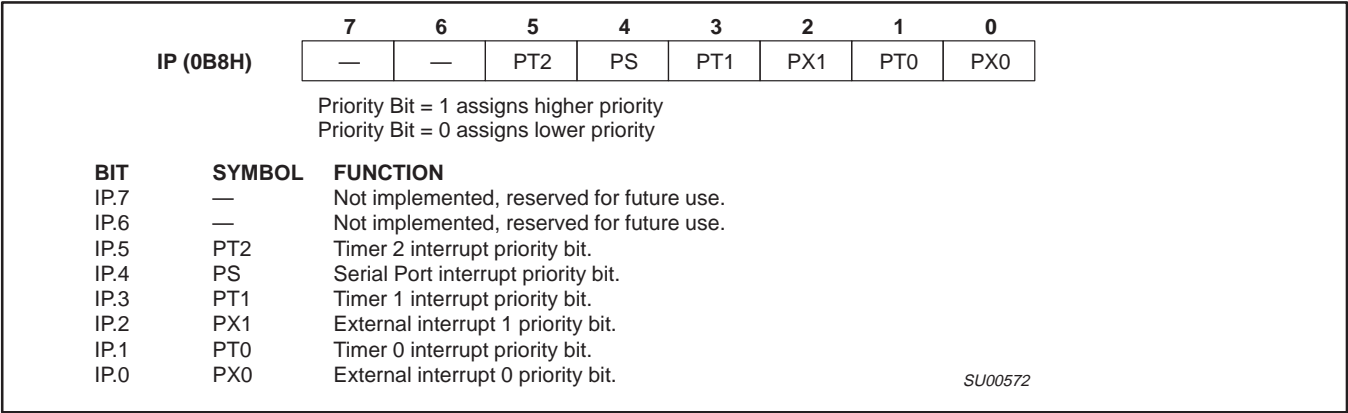 7 6 5 4 3 2 1 0
IP (0B8H) — — PT2 PS PT1 PX1 PT0 PX0
Priority Bit = 1 assigns higher priority
Priority Bit = 0 assigns lower priority
BIT SYMBOL FUNCTION
IP.7 — Not implemented, reserved for future use.
IP.6 — Not implemented, reserved for future use.
IP.5 PT2 Timer 2 interrupt priority bit.
IP.4 PS Serial Port interrupt priority bit.
IP.3 PT1 Timer 1 interrupt priority bit.
IP.2 PX1 External interrupt 1 priority bit.
IP.1 PT0 Timer 0 interrupt priority bit.
IP.0 PX0 External interrupt 0 priority bit.
SU00572